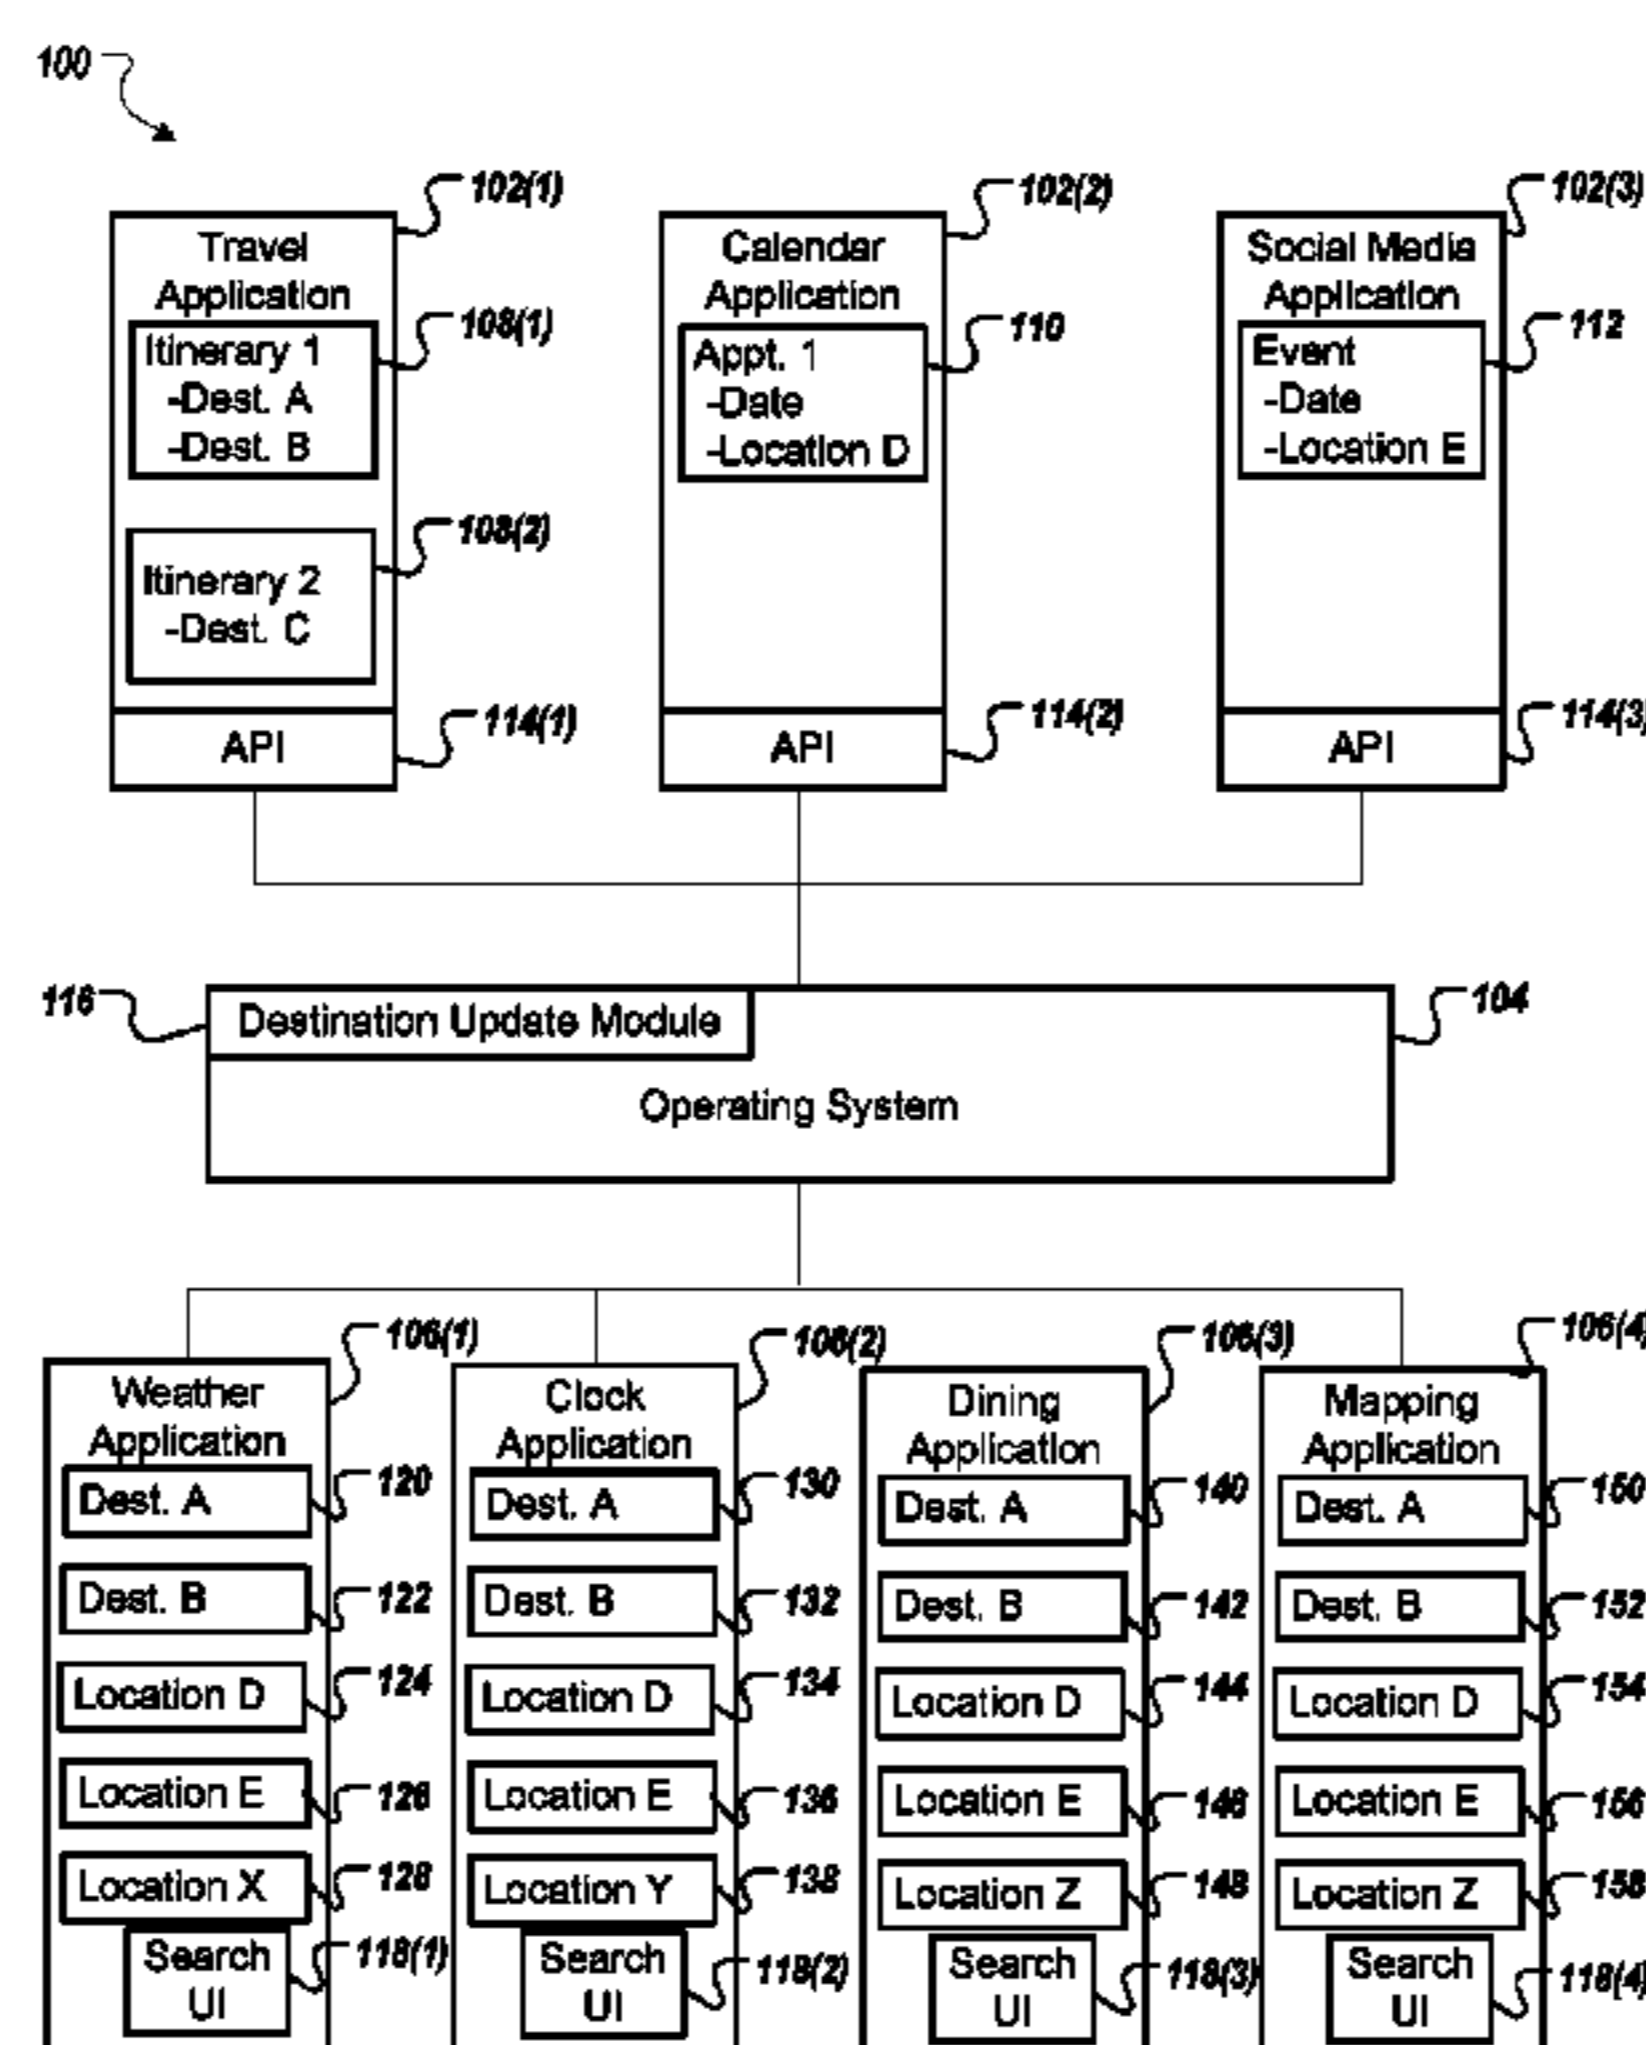 100
102(1)
Travel
Application
108(1)
Itinerary 1
-Dest. A
-Dest. B
108(2)
Itinerary 2
-Dest. C
API
114(1)
102(2)
Calendar
Application
110
Appt. 1
-Date
-Location D
API
114(2)
102(3)
Social Media
Application
112
Event
-Date
-Location E
API
114(3)
116
Destination Update Module
104
Operating System
106(1)
Weather
Application
Dest. A
120
Dest. B
122
Location D
124
Location E
126
Location X
128
Search
UI
118(1)
106(2)
Clock
Application
Dest. A
130
Dest. B
132
Location D
134
Location E
136
Location Y
138
Search
UI
118(2)
106(3)
Dining
Application
Dest. A
140
Dest. B
142
Location D
144
Location E
146
Location Z
148
Search
UI
118(3)
106(4)
Mapping
Application
Dest. A
150
Dest. B
152
Location D
154
Location E
156
Location Z
158
Search
UI
118(4)